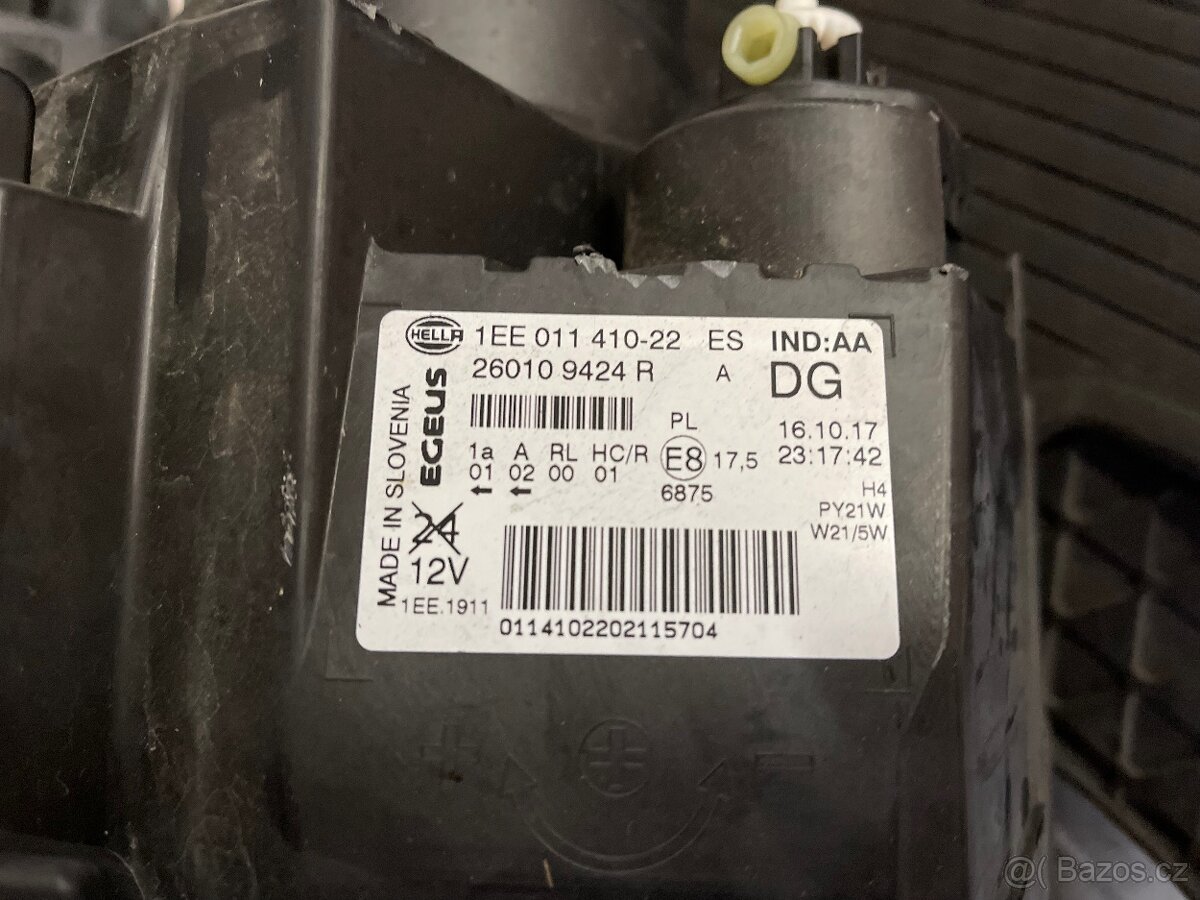 HELLA 1EE 011 410-22 ES IND:AA
26010 9424 R A DG
MADE IN SLOVENIA
EGEUS
PL
16.10.17
1a A RL HC/R
01 02 00 01
E8 17,5
23:17:42
6875
H4
PY21W
W21/5W
24
12V
1EE.1911
0114102202115704
@( Bazos.cz